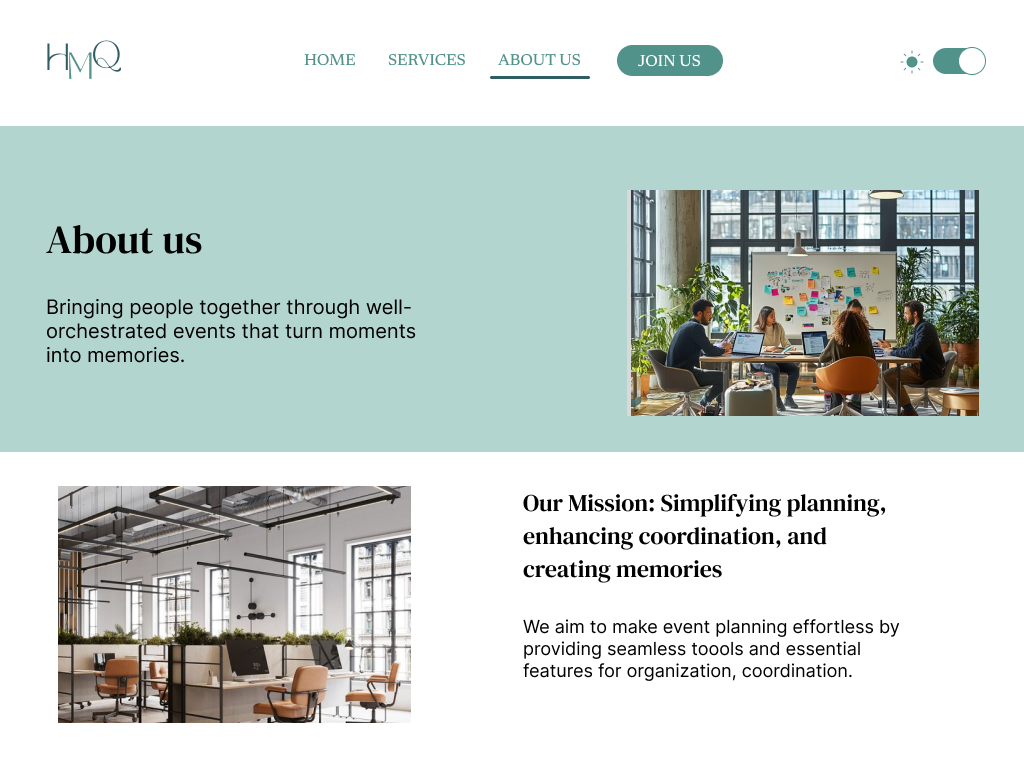 HMQ
HOME SERVICES ABOUT US JOIN US
About us
Bringing people together through well-
orchestrated events that turn moments
into memories.
Our Mission: Simplifying planning,
enhancing coordination, and
creating memories
We aim to make event planning effortless by
providing seamless toools and essential
features for organization, coordination.